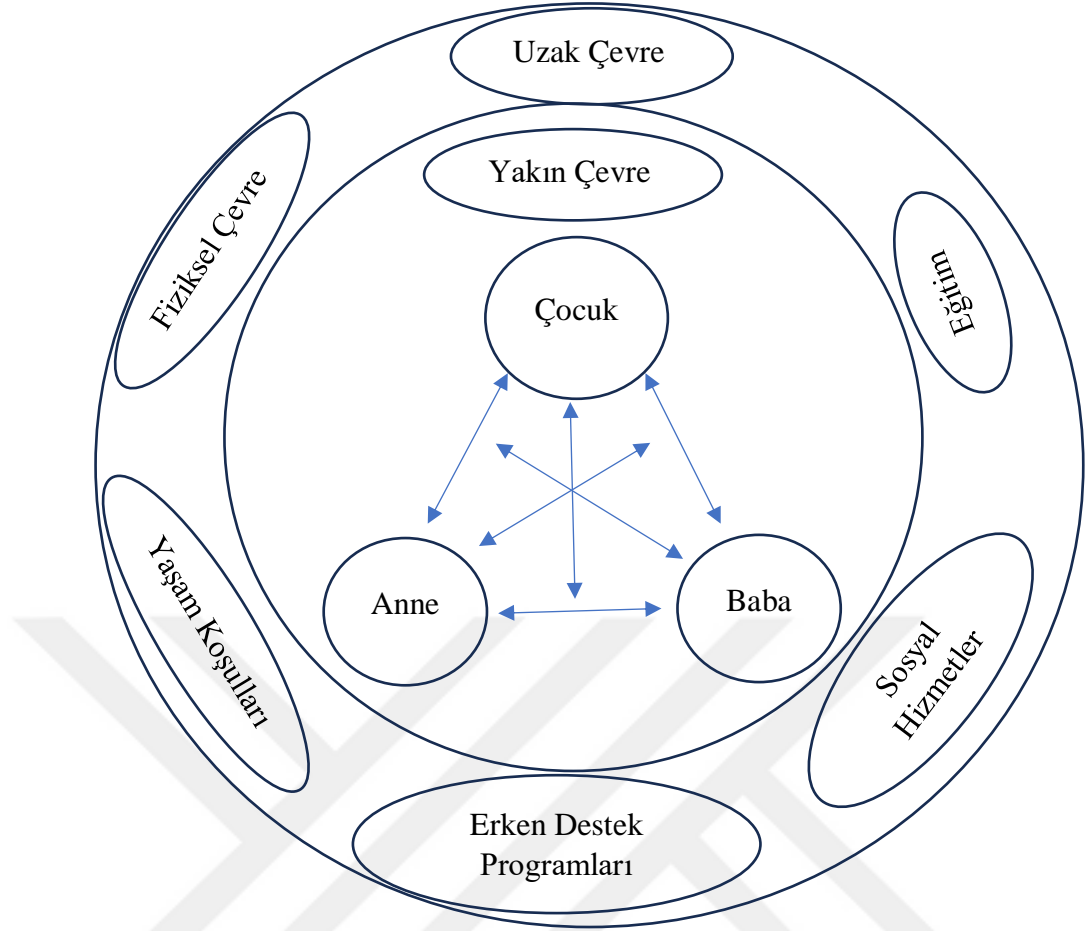 Uzak Çevre
Yakın Çevre
Fiziksel Çevre
Eğitim
Çocuk
Anne
Baba
Yaşam Koşulları
Sosyal
Hizmetler
Erken Destek
Programları